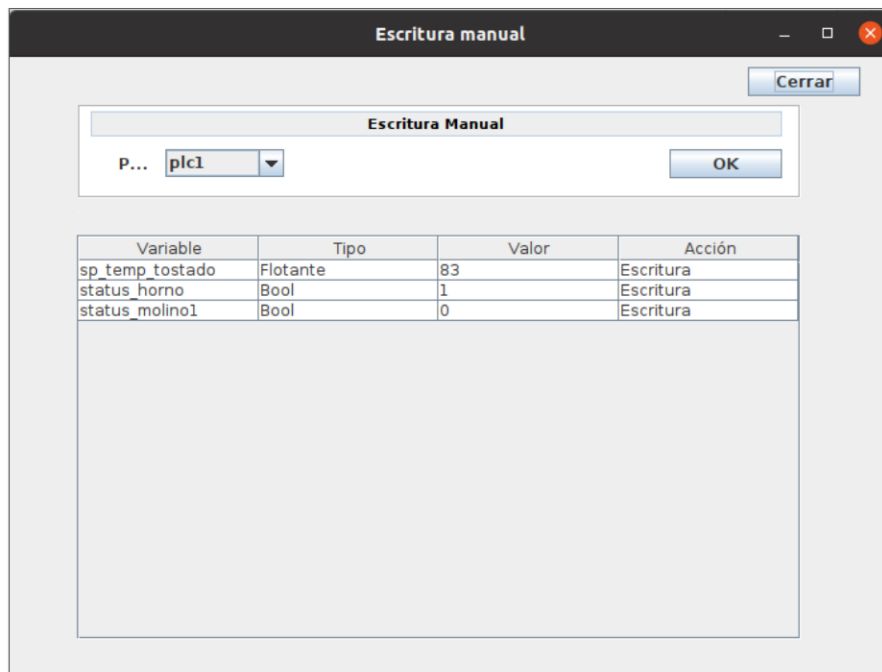 Escritura manual
Cerrar
Escritura Manual
P... plc1 OK
Variable Tipo Valor Acción
sp_temp_tostado Flotante 83 Escritura
status_horno Bool 1 Escritura
status_molino1 Bool 0 Escritura